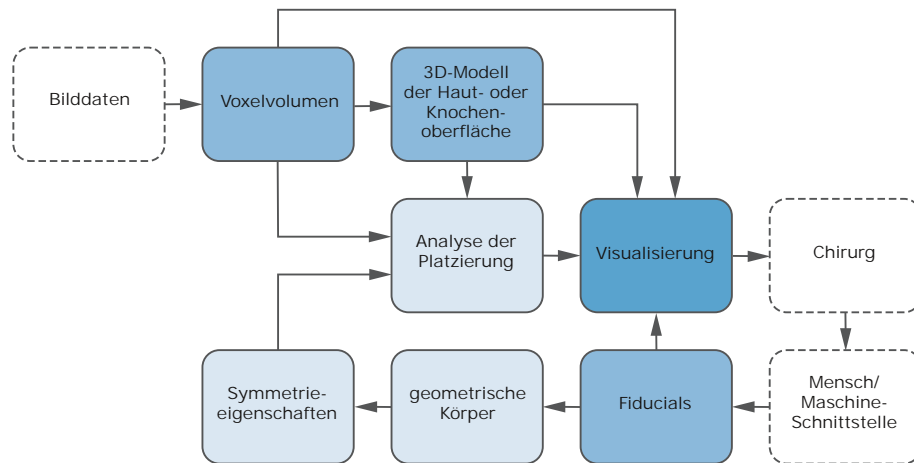 Bilddaten
Voxelvolumen
3D-Modell
der Haut- oder
Knochen-
oberfläche
Analyse der
Platzierung
Visualisierung
Chirurg
Symmetrie-
eigenschaften
geometrische
Körper
Fiducials
Mensch/
Maschine-
Schnittstelle